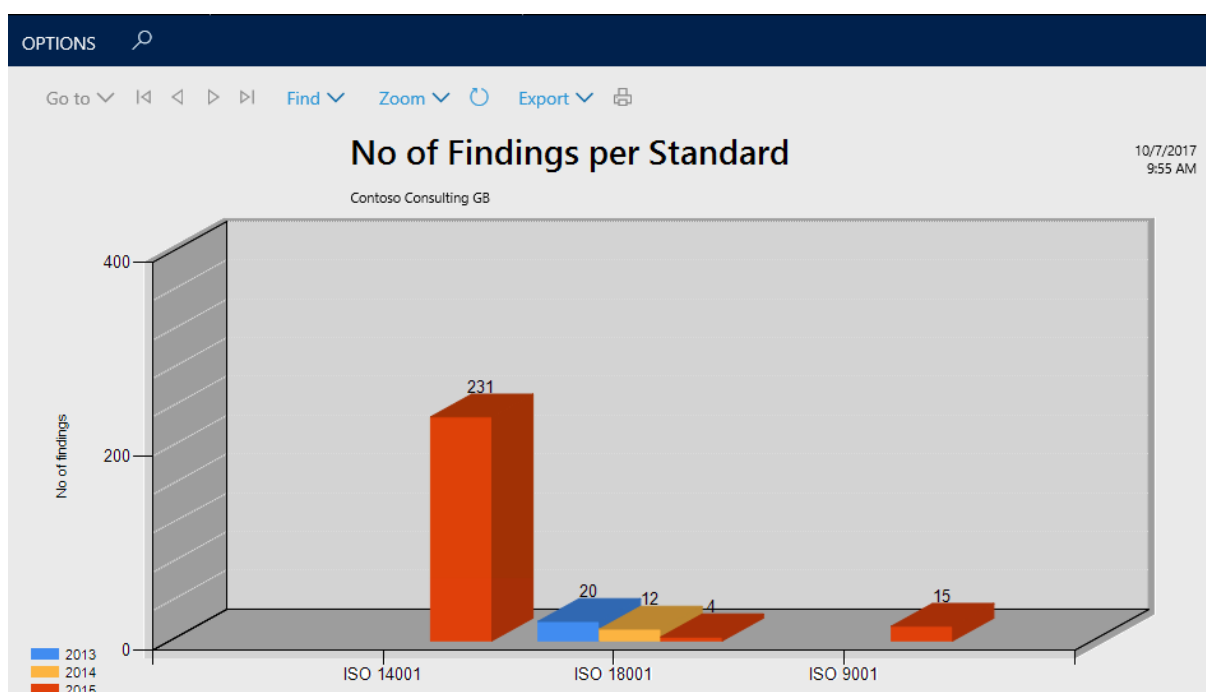 OPTIONS
Go to Find Zoom Export
No of Findings per Standard
10/7/2017
9:55 AM
Contoso Consulting GB
400
231
No of findings
200
20
12
4
15
0
2013
2014
2015
ISO 14001
ISO 18001
ISO 9001